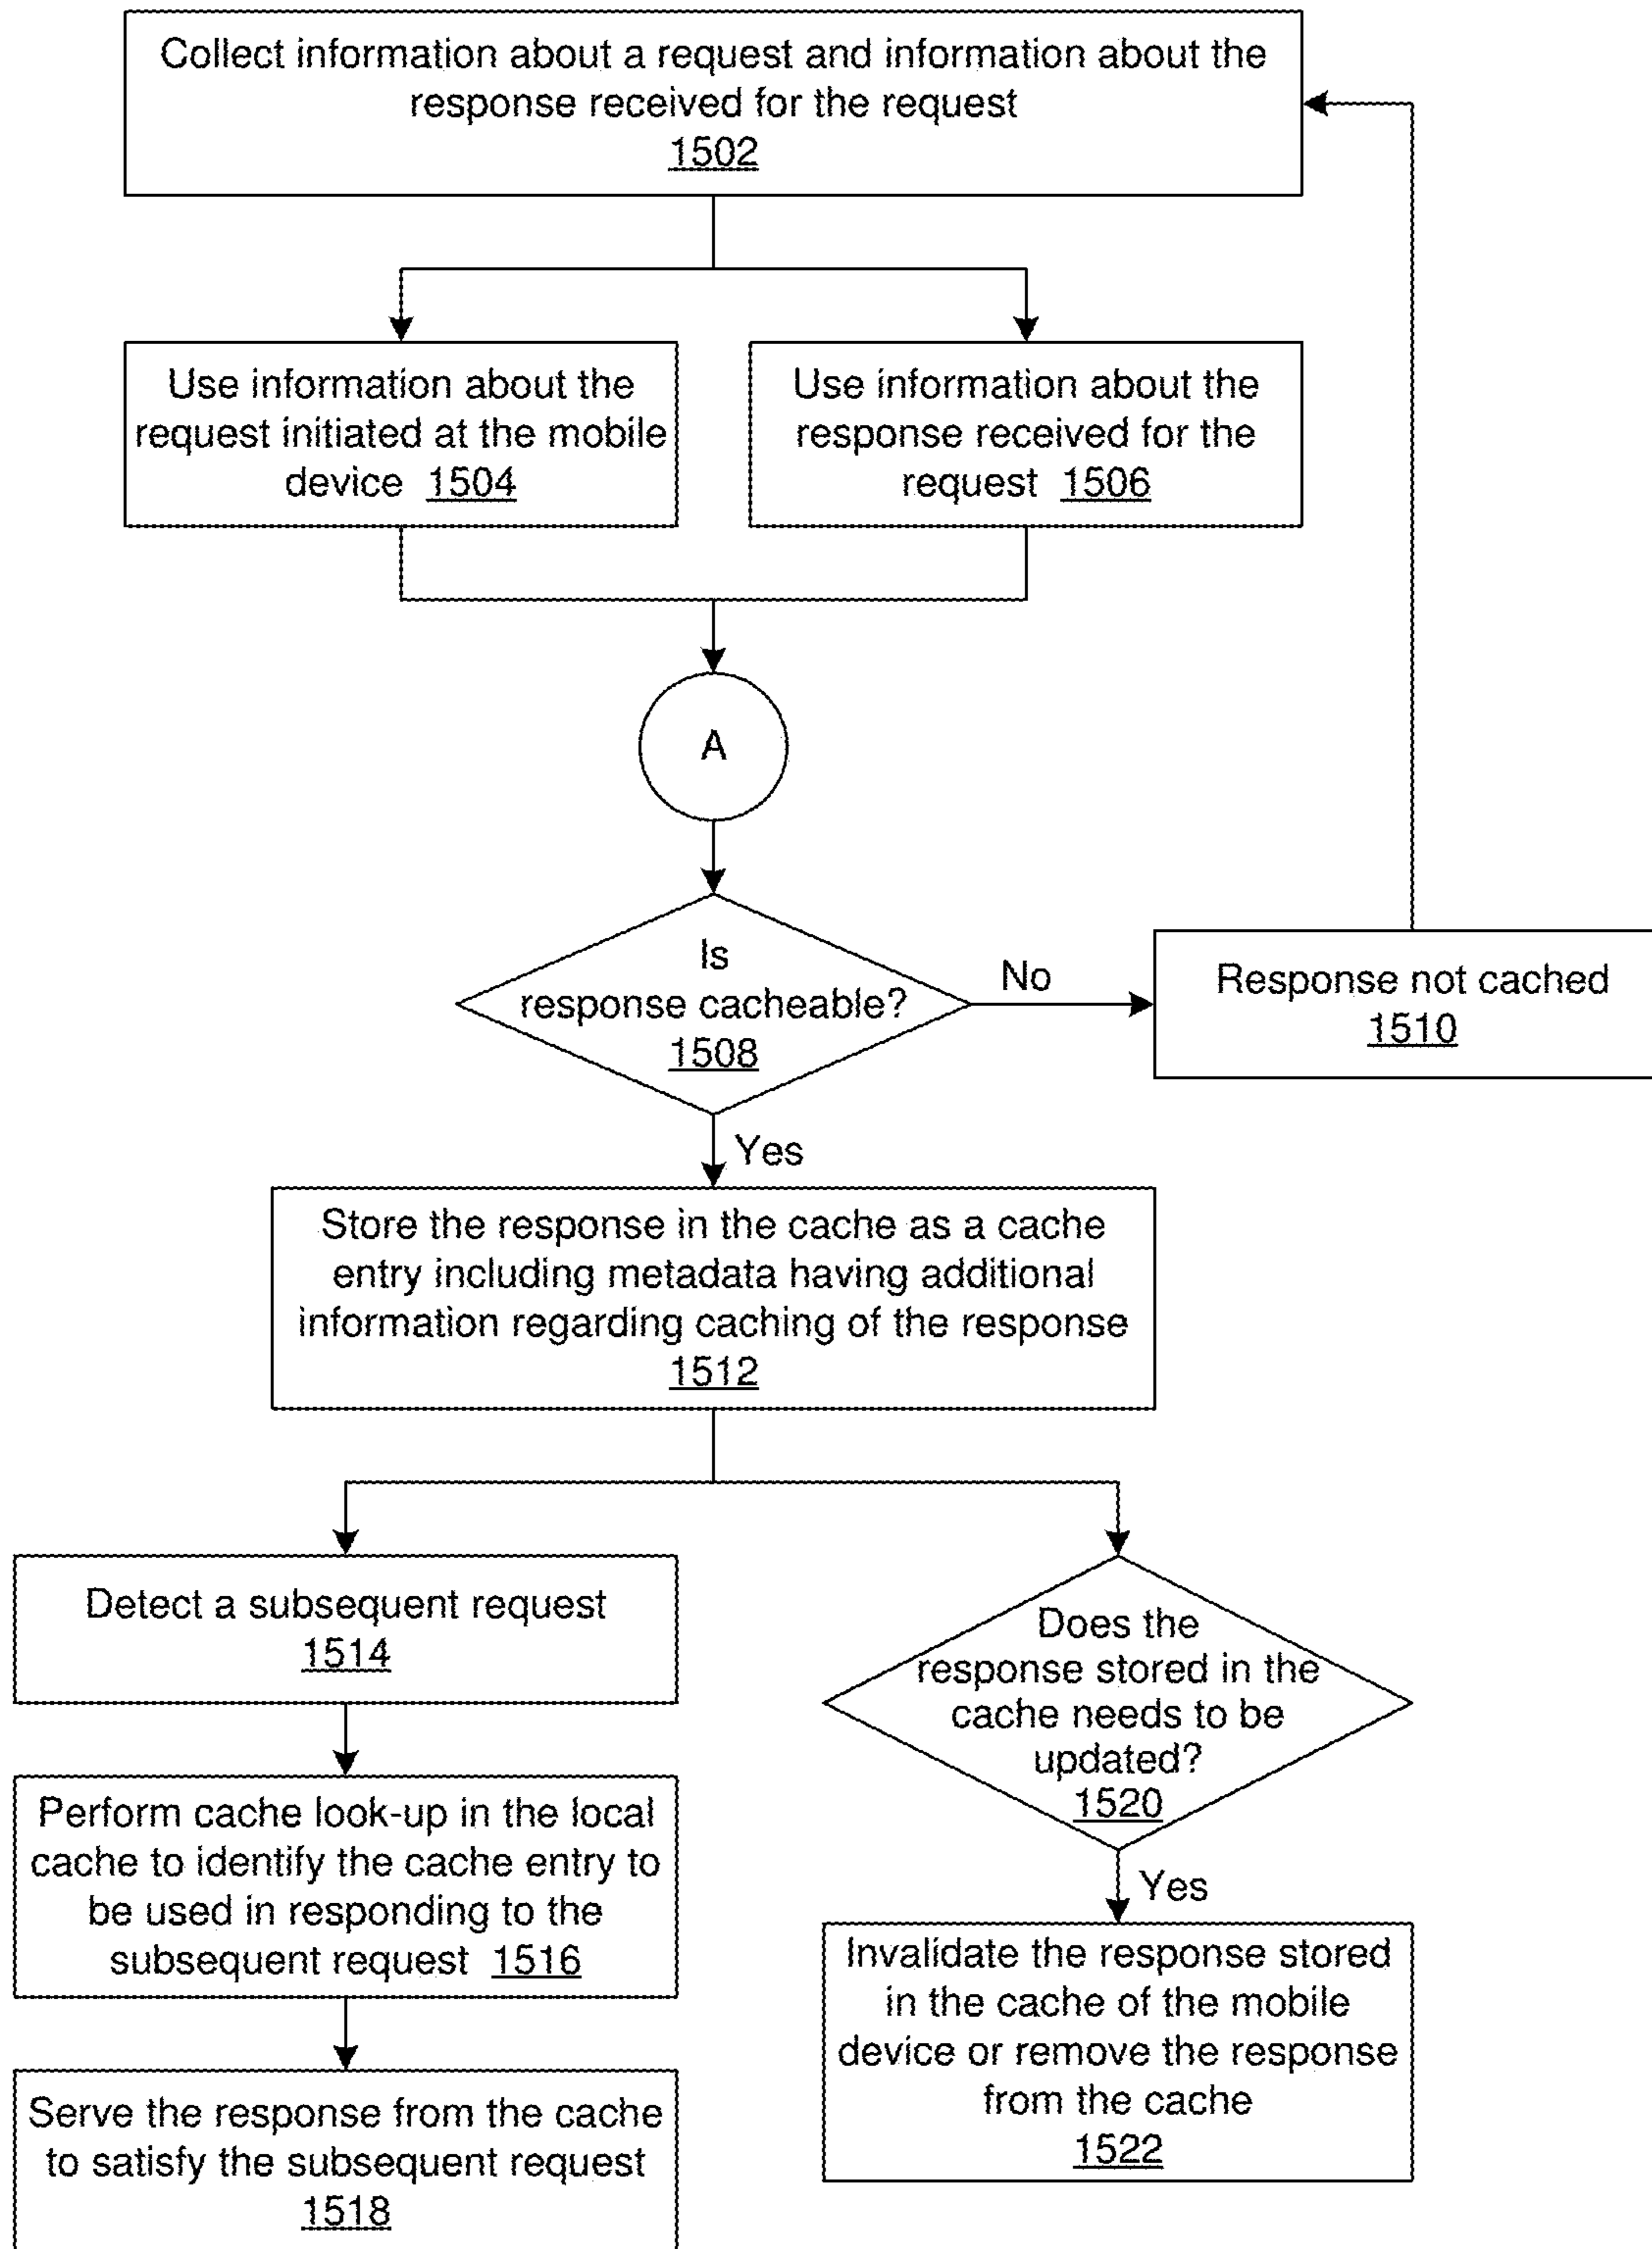 Collect information about a request and information about the
response received for the request
1502
Use information about the
request initiated at the mobile
device 1504
Use information about the
response received for the
request 1506
A
Is
response cacheable?
1508
No
Response not cached
1510
Yes
Store the response in the cache as a cache
entry including metadata having additional
information regarding caching of the response
1512
Detect a subsequent request
1514
Perform cache look-up in the local
cache to identify the cache entry to
be used in responding to the
subsequent request 1516
Serve the response from the cache
to satisfy the subsequent request
1518
Does the
response stored in the
cache needs to be
updated?
1520
Yes
Invalidate the response stored
in the cache of the mobile
device or remove the response
from the cache
1522